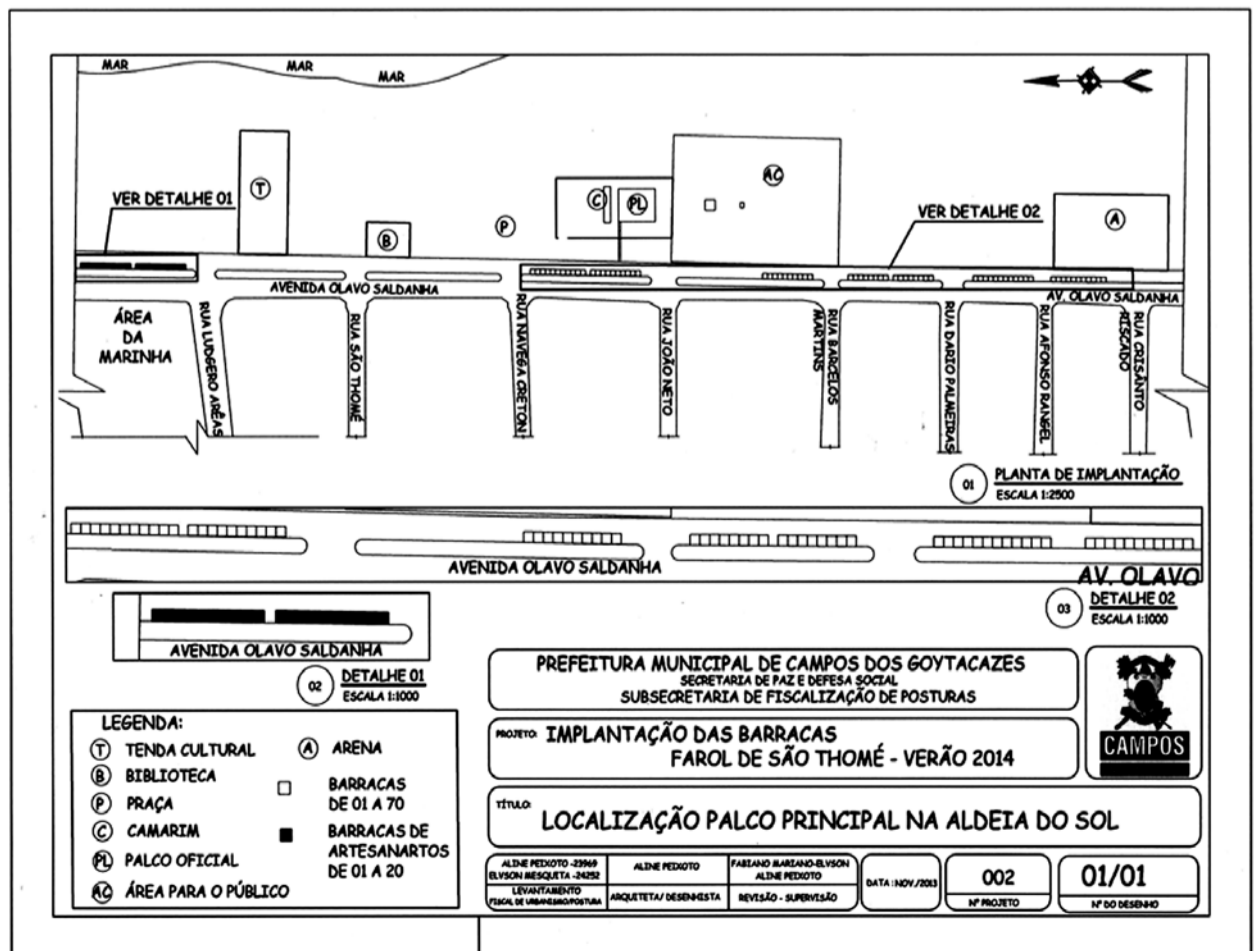 MAR
MAR
MAR
VER DETALHE 01
T
B
P
C
PL
AC
VER DETALHE 02
A
AVENIDA OLAVO SALDANHA
AV. OLAVO SALDANHA
ÁREA
DA
MARINHA
RUA LUDGERO ARÊAS
RUA SÃO THOMÉ
RUA NAVEGA CRETON
RUA JOÃO NETO
RUA BARCELOS
MARTINS
RUA DARIO PALMEIRAS
RUA AFONSO RANGEL
RUA CRISÂNTO
RISCADO
01
PLANTA DE IMPLANTAÇÃO
ESCALA 1:2500
AVENIDA OLAVO SALDANHA
AV. OLAVO
03
DETALHE 02
ESCALA 1:1000
AVENIDA OLAVO SALDANHA
02
DETALHE 01
ESCALA 1:1000
LEGENDA:
T TENDA CULTURAL
B BIBLIOTECA
P PRAÇA
C CAMARIM
PL PALCO OFICIAL
AC ÁREA PARA O PÚBLICO
A ARENA
BARRACAS
DE 01 A 70
BARRACAS DE
ARTESANARTOS
DE 01 A 20
PREFEITURA MUNICIPAL DE CAMPOS DOS GOYTACAZES
SECRETARIA DE PAZ E DEFESA SOCIAL
SUBSECRETARIA DE FISCALIZAÇÃO DE POSTURAS
PROJETO: IMPLANTAÇÃO DAS BARRACAS
FAROL DE SÃO THOMÉ - VERÃO 2014
CAMPOS
TÍTULO:
LOCALIZAÇÃO PALCO PRINCIPAL NA ALDEIA DO SOL
ALINE PEIXOTO -23969
ELVSON MESQUETA -24252
LEVANTAMENTO
FISCAL DE URBANISMO/POSTURA
ALINE PEIXOTO
ARQUITETA/ DESENHISTA
FABIANO MARIANO-ELVSON
ALINE PEIXOTO
REVISÃO - SUPERVISÃO
DATA : NOV./2013
002
Nº PROJETO
01/01
Nº DO DESENHO